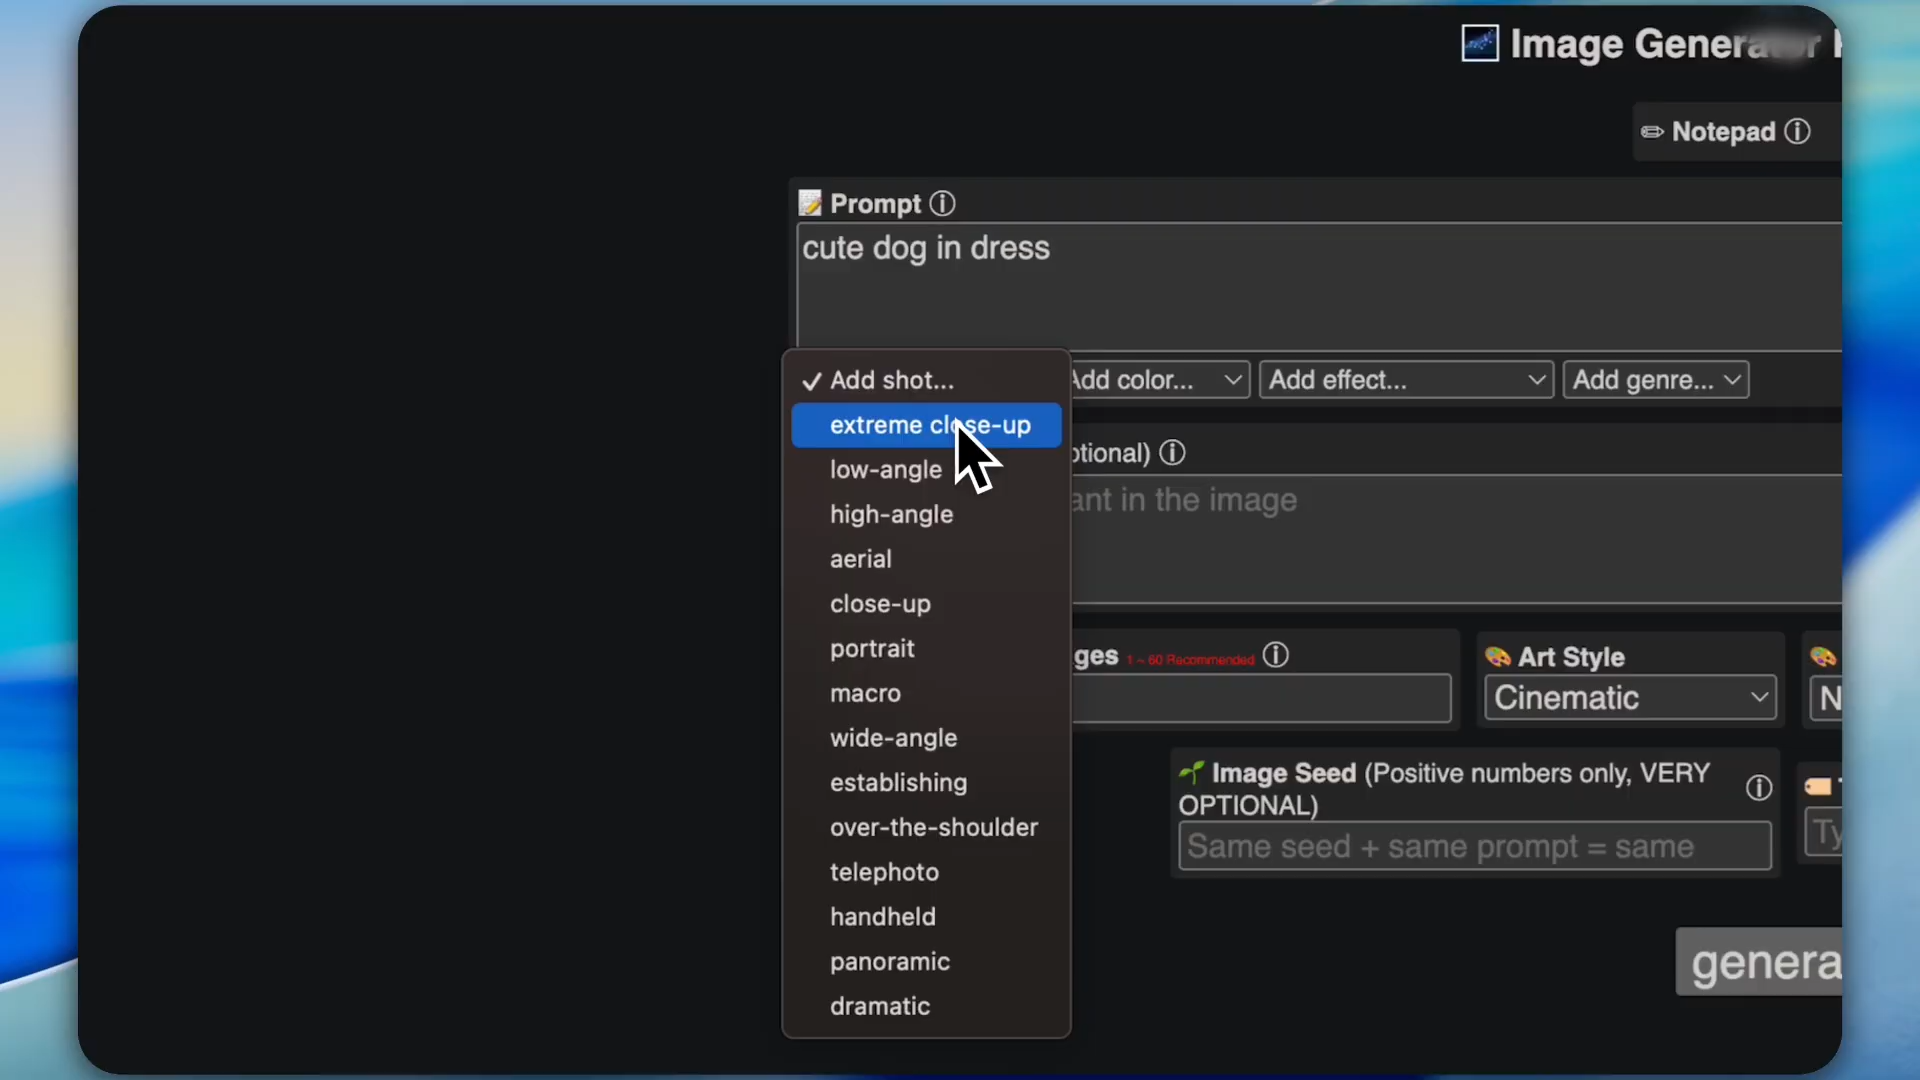 Image Generator
✏ Notepad ⓘ
Prompt ⓘ
cute dog in dress
✓ Add shot...
extreme close-up
low-angle
high-angle
aerial
close-up
portrait
macro
wide-angle
establishing
over-the-shoulder
telephoto
handheld
panoramic
dramatic
Add color...
Add effect...
Add genre...
ptional) ⓘ
ant in the image
ges 1 ~ 60 Recommended ⓘ
Art Style
Cinematic
N
Image Seed (Positive numbers only, VERY
OPTIONAL) ⓘ
Same seed + same prompt = same
Ty
genera